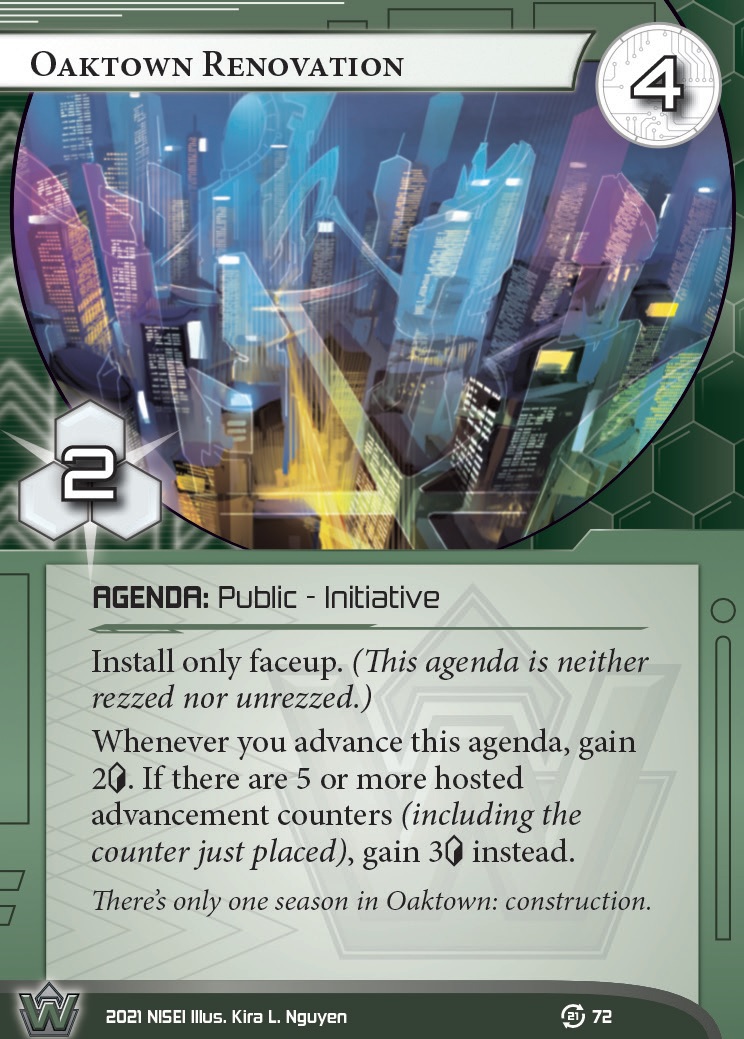 Oaktown Renovation
4
2
AGENDA: Public - Initiative
Install only faceup. (This agenda is neither
rezzed nor unrezzed.)
Whenever you advance this agenda, gain
2. If there are 5 or more hosted
advancement counters (including the
counter just placed), gain 3 instead.
There’s only one season in Oaktown: construction.
W
2021 NISEI Illus. Kira L. Nguyen
21 72